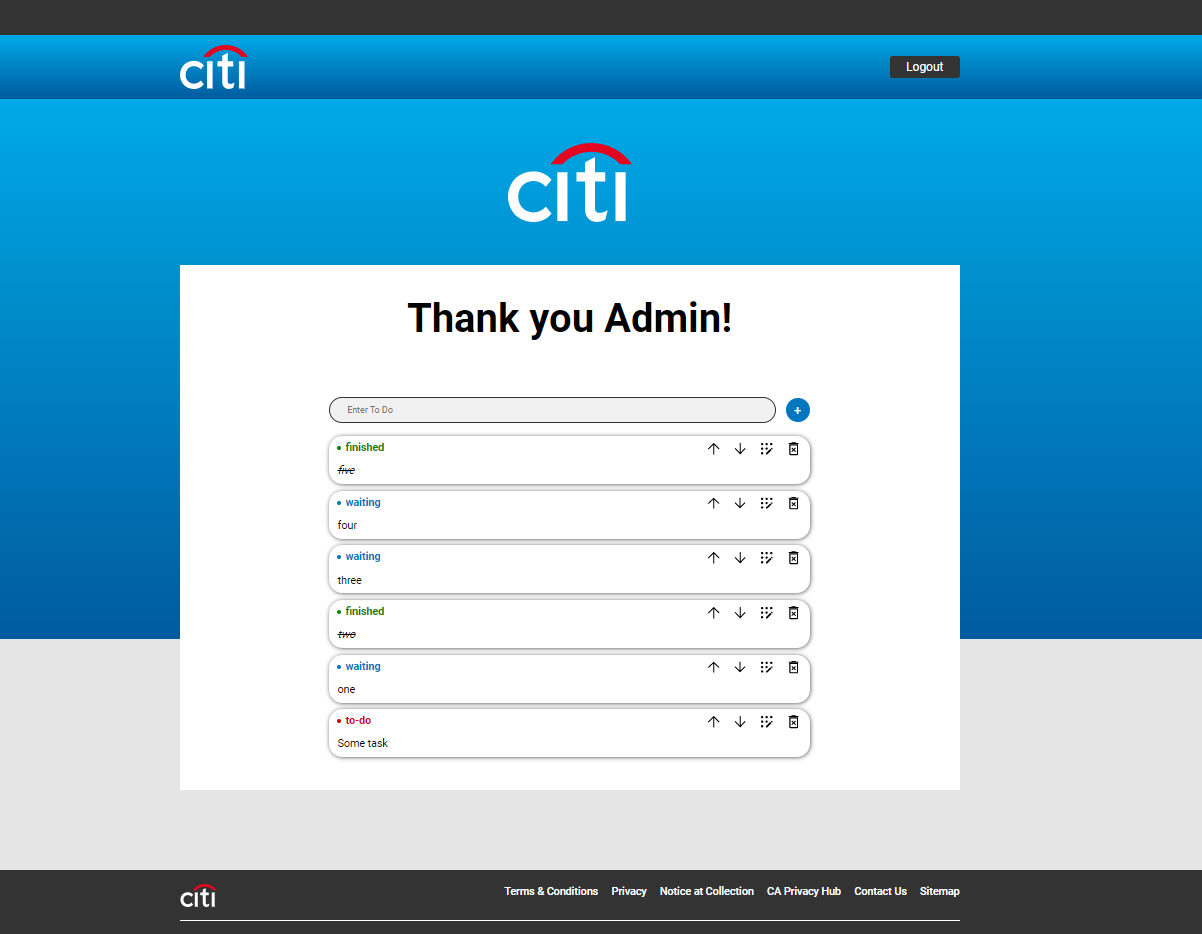 citi
Logout
citi
Thank you Admin!
Enter To Do
+
finished
five
waiting
four
waiting
three
finished
two
waiting
one
to-do
Some task
citi
Terms & Conditions Privacy Notice at Collection CA Privacy Hub Contact Us Sitemap